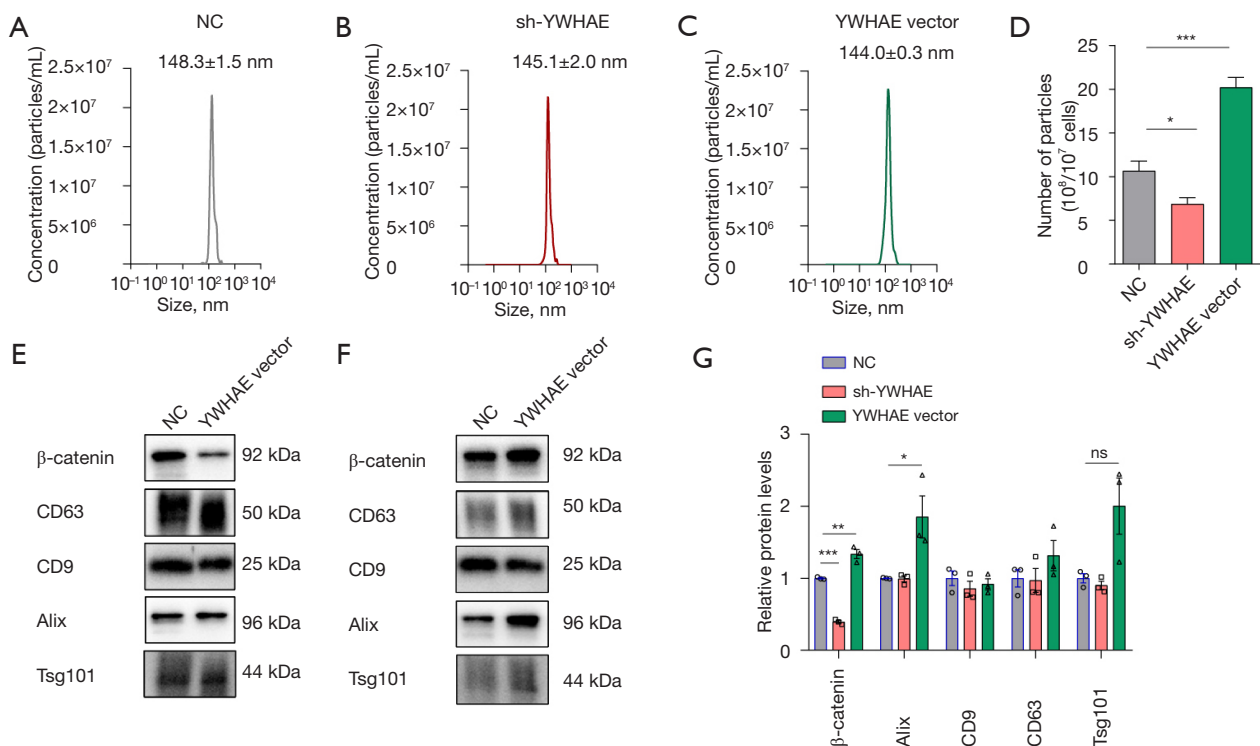 A
NC
148.3±1.5 nm
Concentration (particles/mL)
2.5×10⁷
2×10⁷
1.5×10⁷
1×10⁷
5×10⁶
0
10⁻¹ 10⁰ 10¹ 10² 10³ 10⁴
Size, nm
B
sh-YWHAE
145.1±2.0 nm
Concentration (particles/mL)
2.5×10⁷
2×10⁷
1.5×10⁷
1×10⁷
5×10⁶
0
10⁻¹ 10⁰ 10¹ 10² 10³ 10⁴
Size, nm
C
YWHAE vector
144.0±0.3 nm
Concentration (particles/mL)
2.5×10⁷
2×10⁷
1.5×10⁷
1×10⁷
5×10⁶
0
10⁻¹ 10⁰ 10¹ 10² 10³ 10⁴
Size, nm
D
Number of particles
(10⁸/10⁷ cells)
25
20
15
10
5
0
***
*
NC
sh-YWHAE
YWHAE vector
E
NC
YWHAE vector
β-catenin
92 kDa
CD63
50 kDa
CD9
25 kDa
Alix
96 kDa
Tsg101
44 kDa
F
NC
YWHAE vector
β-catenin
92 kDa
CD63
50 kDa
CD9
25 kDa
Alix
96 kDa
Tsg101
44 kDa
G
NC
sh-YWHAE
YWHAE vector
Relative protein levels
3
2
1
0
***
**
*
ns
β-catenin
Alix
CD9
CD63
Tsg101